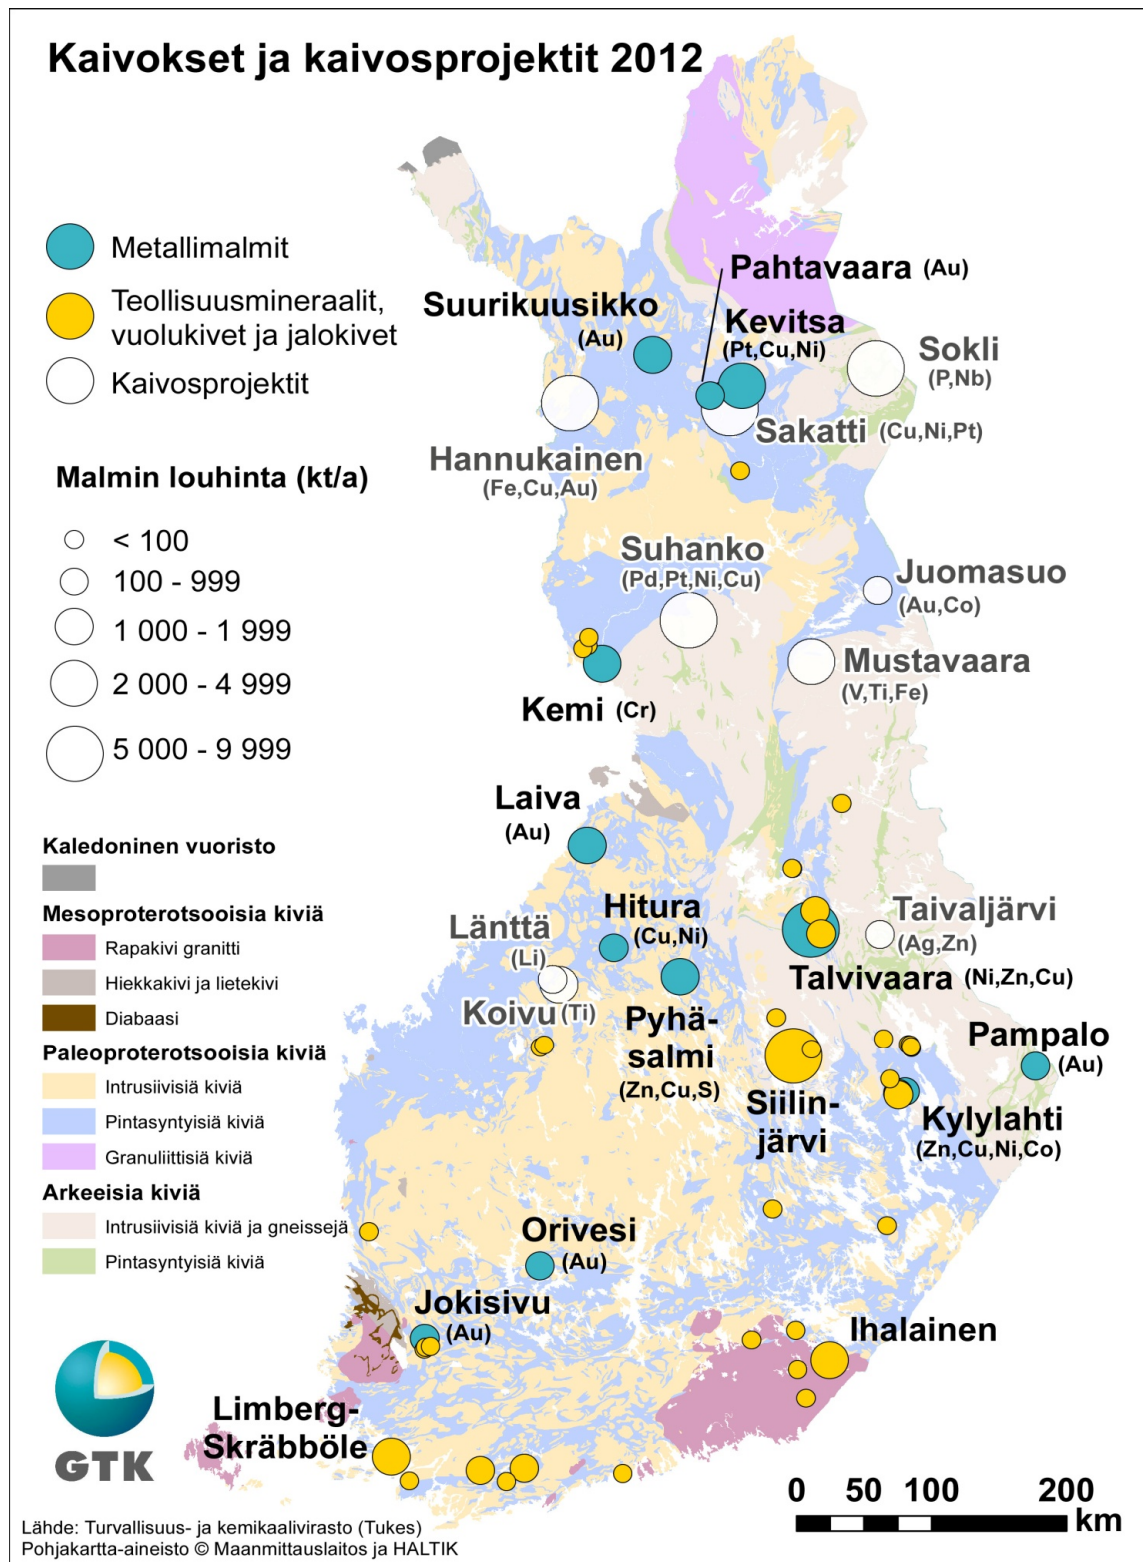 Kaivokset ja kaivosprojektit 2012
Metallimalmit
Teollisuusmineraalit,
vuolukivet ja jalokivet
Kaivosprojektit
Malmin louhinta (kt/a)
< 100
100 - 999
1 000 - 1 999
2 000 - 4 999
5 000 - 9 999
Kaledoninen vuoristo
Mesoproterotsooisia kiviä
Rapakivi granitti
Hiekkakivi ja lietekivi
Diabaasi
Paleoproterotsooisia kiviä
Intrusiivisiä kiviä
Pintasyntyisiä kiviä
Granuliittisiä kiviä
Arkeeisia kiviä
Intrusiivisiä kiviä ja gneissejä
Pintasyntyisiä kiviä
Pahtavaara (Au)
Suurikuusikko
(Au)
Kevitsa
(Pt,Cu,Ni)
Sokli
(P,Nb)
Sakatti (Cu,Ni,Pt)
Hannukainen
(Fe,Cu,Au)
Suhanko
(Pd,Pt,Ni,Cu)
Juomasuo
(Au,Co)
Mustavaara
(V,Ti,Fe)
Kemi (Cr)
Laiva
(Au)
Hitura
(Cu,Ni)
Länttä
(Li)
Koivu (Ti)
Taivaljärvi
(Ag,Zn)
Talvivaara (Ni,Zn,Cu)
Pyhä-
salmi
(Zn,Cu,S)
Siilin-
järvi
Pampalo
(Au)
Kylylahti
(Zn,Cu,Ni,Co)
Orivesi
(Au)
Jokisivu
(Au)
Ihalainen
Limberg-
Skräbböle
GTK
0 50 100 200
km
Lähde: Turvallisuus- ja kemikaalivirasto (Tukes)
Pohjakartta-aineisto © Maanmittauslaitos ja HALTIK